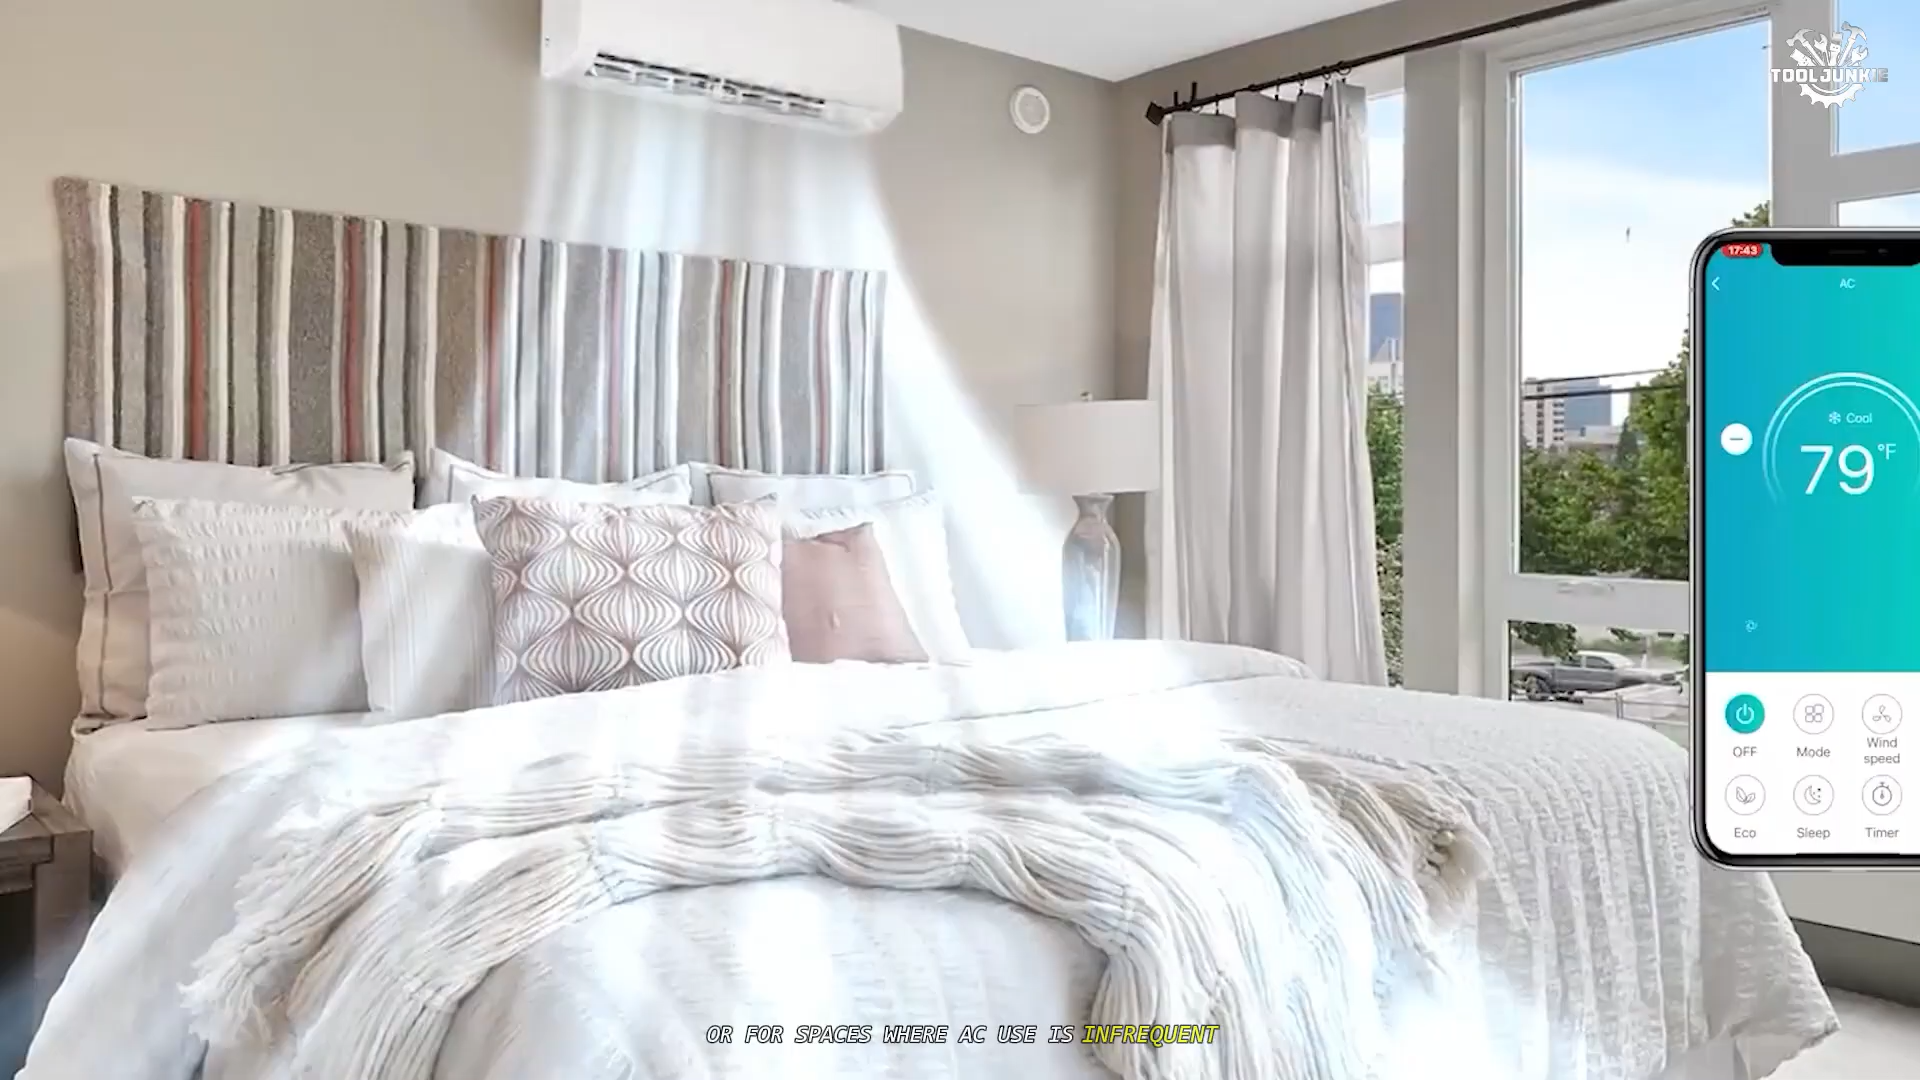 TOOLJUNKIE
17:43
AC
Cool
79°F
OFF
Mode
Wind speed
Eco
Sleep
Timer
OR FOR SPACES WHERE AC USE IS INFREQUENT